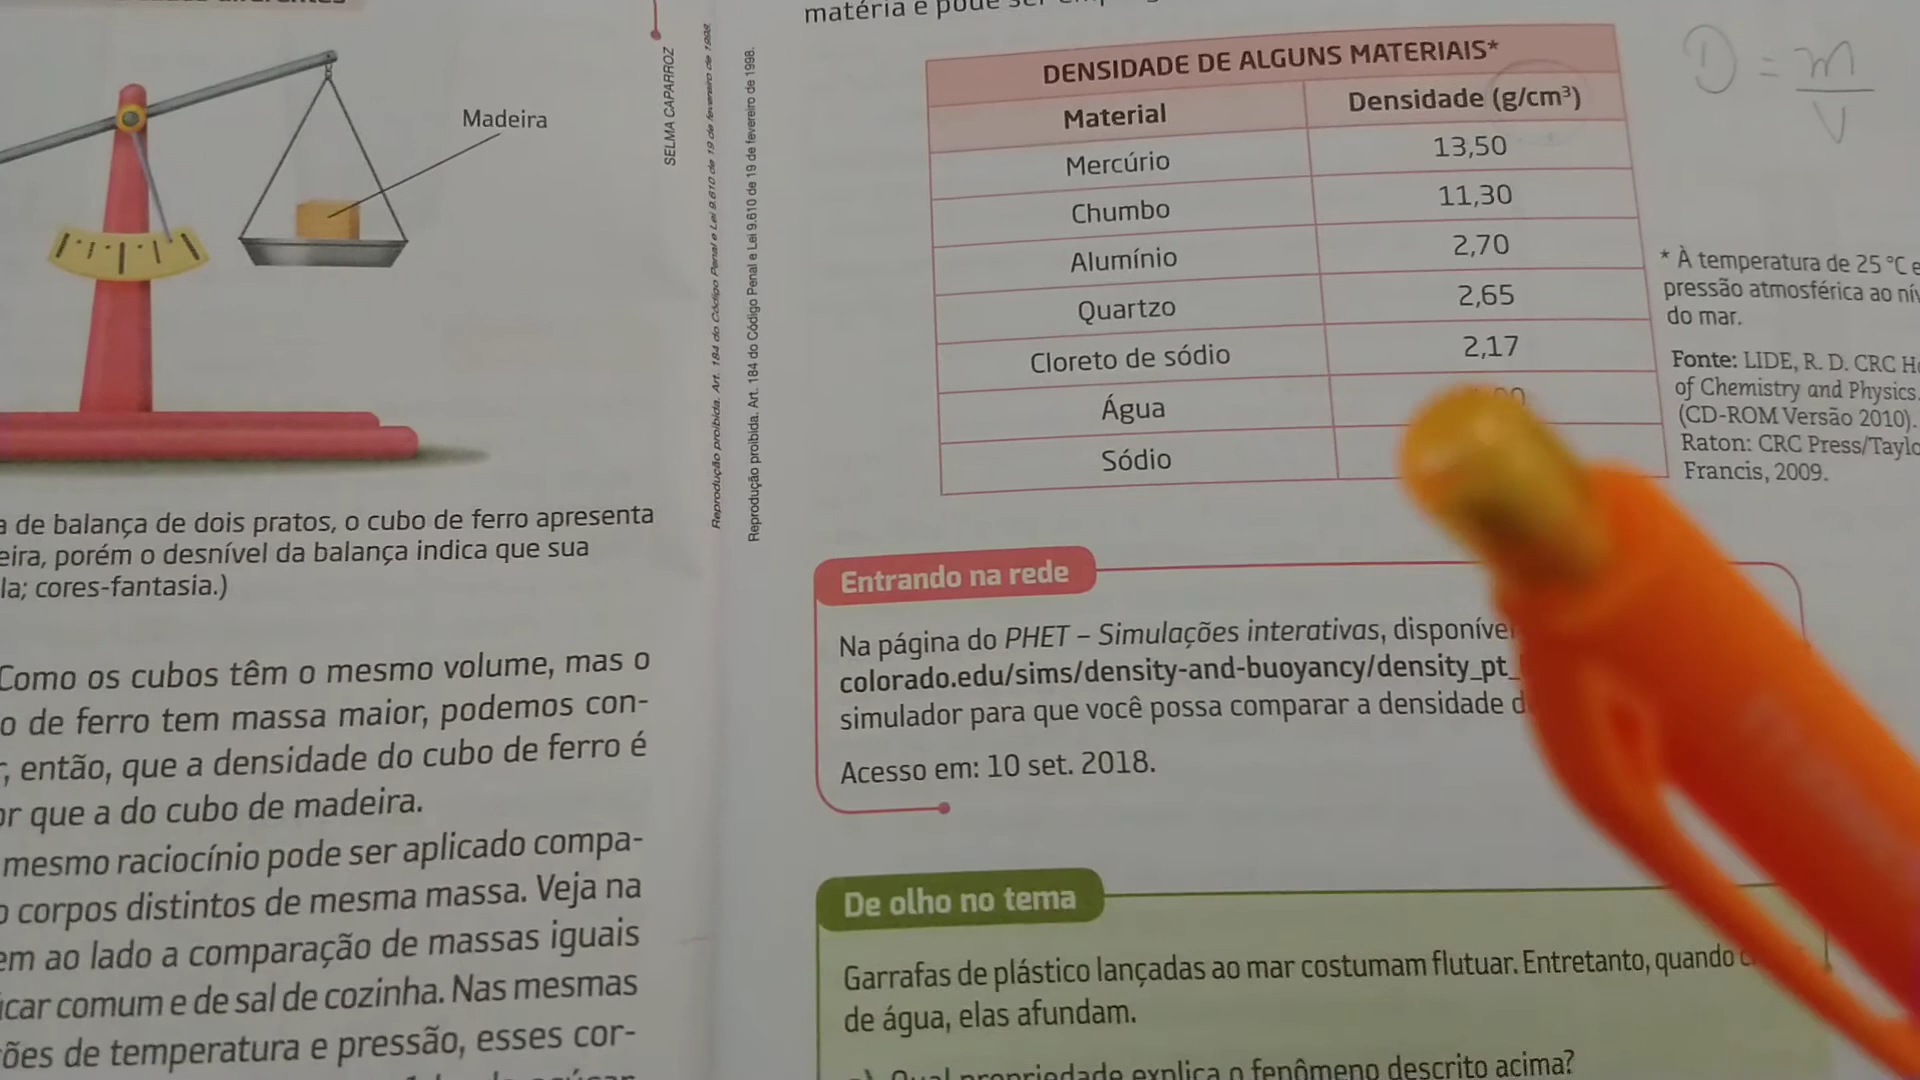 Madeira
SELMA CAPARROZ
Reprodução proibida. Art. 184 do Código Penal e Lei 9.610 de 19 de fevereiro de 1998.
Reprodução proibida. Art. 184 do Código Penal e Lei 9.610 de 19 de fevereiro de 1998.
a de balança de dois pratos, o cubo de ferro apresenta
eira, porém o desnível da balança indica que sua
la; cores-fantasia.)
Como os cubos têm o mesmo volume, mas o
o de ferro tem massa maior, podemos con-
r, então, que a densidade do cubo de ferro é
or que a do cubo de madeira.
mesmo raciocínio pode ser aplicado compa-
o corpos distintos de mesma massa. Veja na
em ao lado a comparação de massas iguais
úcar comum e de sal de cozinha. Nas mesmas
ões de temperatura e pressão, esses cor-
matéria e pode ser
DENSIDADE DE ALGUNS MATERIAIS*
Material Densidade (g/cm³)
Mercúrio 13,50
Chumbo 11,30
Alumínio 2,70
Quartzo 2,65
Cloreto de sódio 2,17
Água
Sódio
D = m
V
* À temperatura de 25 °C e
pressão atmosférica ao nív
do mar.
Fonte: LIDE, R. D. CRC H
of Chemistry and Physics.
(CD-ROM Versão 2010).
Raton: CRC Press/Taylo
Francis, 2009.
Entrando na rede
Na página do PHET – Simulações interativas, disponíve
colorado.edu/sims/density-and-buoyancy/density_pt_
simulador para que você possa comparar a densidade d
Acesso em: 10 set. 2018.
De olho no tema
Garrafas de plástico lançadas ao mar costumam flutuar. Entretanto, quando c
de água, elas afundam.
Qual propriedade explica o fenômeno descrito acima?